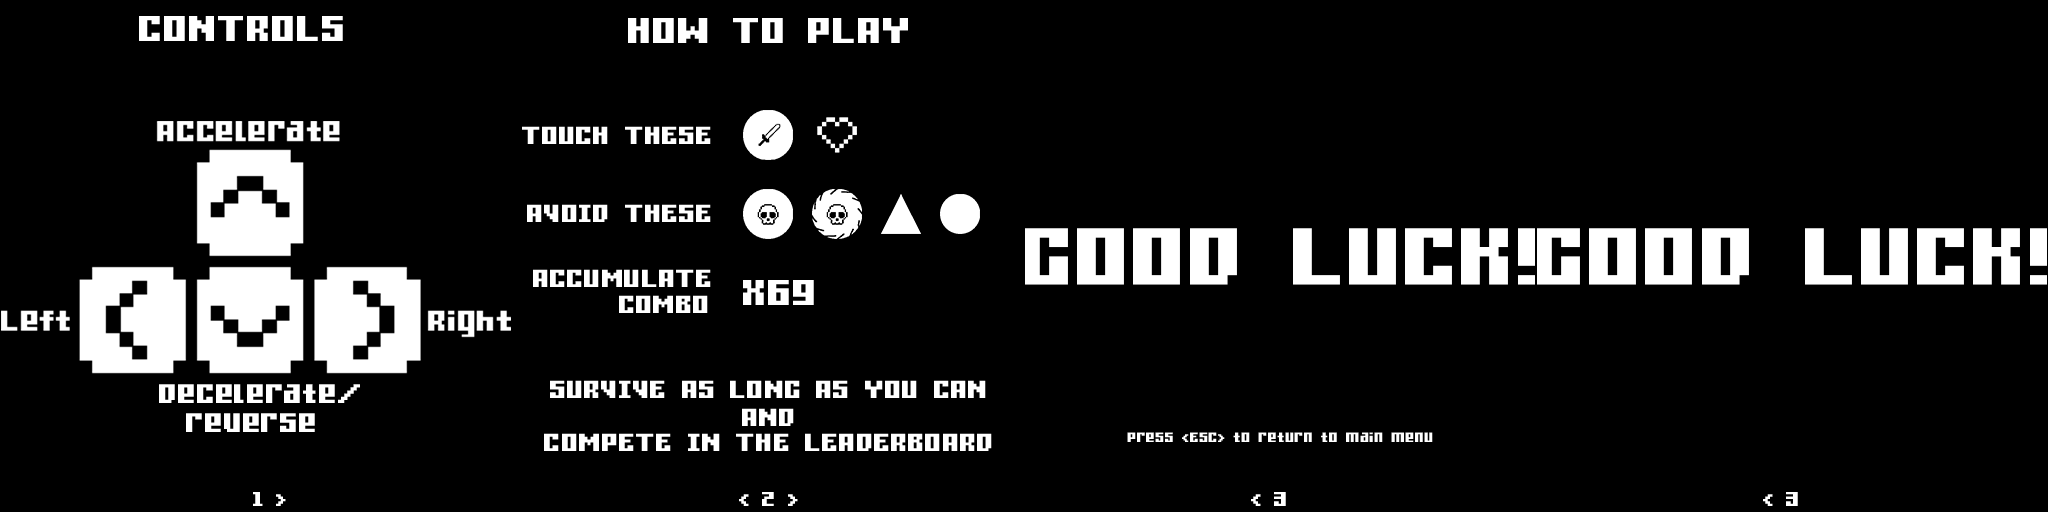 CONTROLS
Accelerate
Left
Right
Decelerate/
reverse
1 >
HOW TO PLAY
TOUCH THESE
AVOID THESE
ACCUMULATE
COMBO
X69
SURVIVE AS LONG AS YOU CAN
AND
COMPETE IN THE LEADERBOARD
< 2 >
GOOD LUCK!
press <ESC> to return to main menu
< 3
GOOD LUCK!
< 3